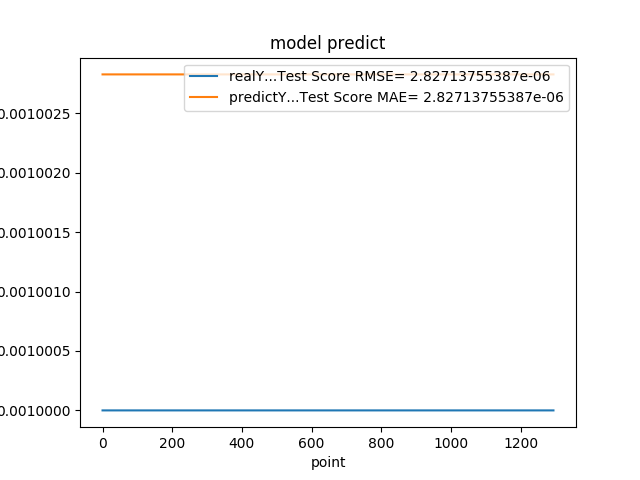 model predict
realY...Test Score RMSE= 2.82713755387e-06
predictY...Test Score MAE= 2.82713755387e-06
0.0010025
0.0010020
0.0010015
0.0010010
0.0010005
0.0010000
0 200 400 600 800 1000 1200
point